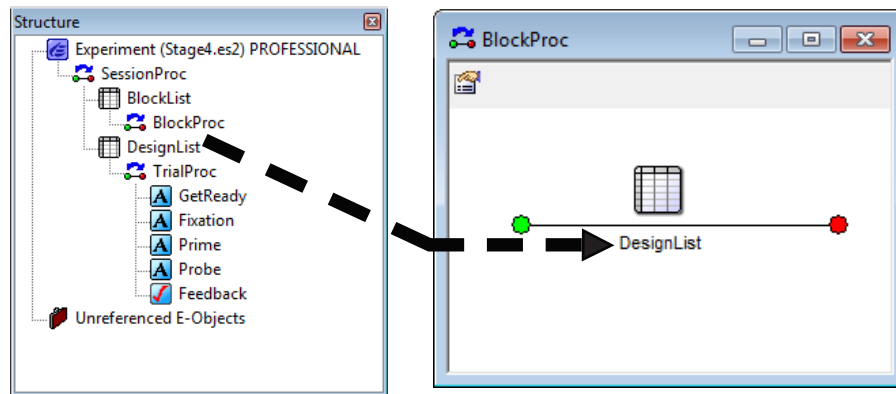 Structure
Experiment (Stage4.es2) PROFESSIONAL
SessionProc
BlockList
BlockProc
DesignList
TrialProc
GetReady
Fixation
Prime
Probe
Feedback
Unreferenced E-Objects
BlockProc
DesignList